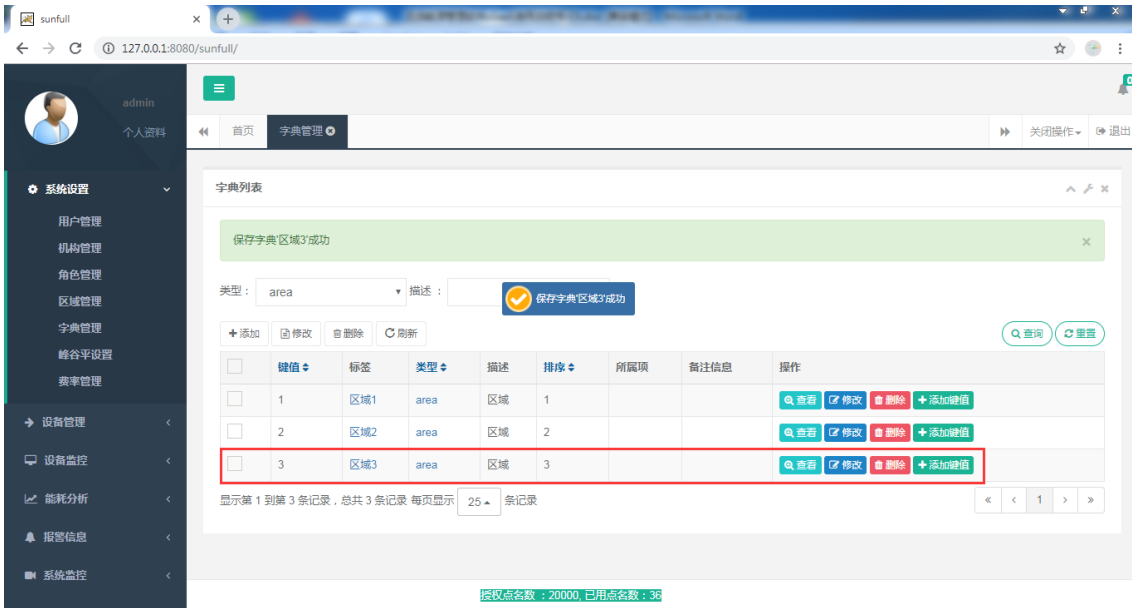 sunfull
127.0.0.1:8080/sunfull/
admin
个人资料
0
首页 字典管理 关闭操作 退出
系统设置
用户管理
机构管理
角色管理
区域管理
字典管理
峰谷平设置
费率管理
设备管理
设备监控
能耗分析
报警信息
系统监控
字典列表
保存字典'区域3'成功
类型： area 描述 ：
保存字典'区域3'成功
添加 修改 删除 刷新 查询 重置
键值 标签 类型 描述 排序 所属项 备注信息 操作
1 区域1 area 区域 1 查看 修改 删除 添加键值
2 区域2 area 区域 2 查看 修改 删除 添加键值
3 区域3 area 区域 3 查看 修改 删除 添加键值
显示第 1 到第 3 条记录，总共 3 条记录 每页显示 25 条记录
« ‹ 1 › »
授权点名数 ：20000, 已用点名数：36